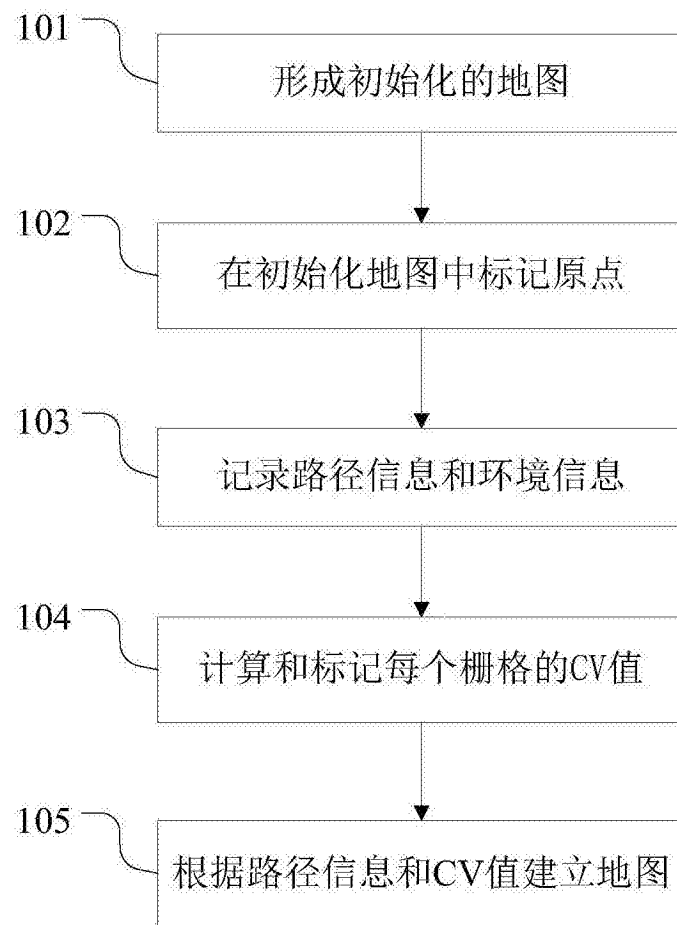 101
形成初始化的地图
102
在初始化地图中标记原点
103
记录路径信息和环境信息
104
计算和标记每个栅格的CV值
105
根据路径信息和CV值建立地图